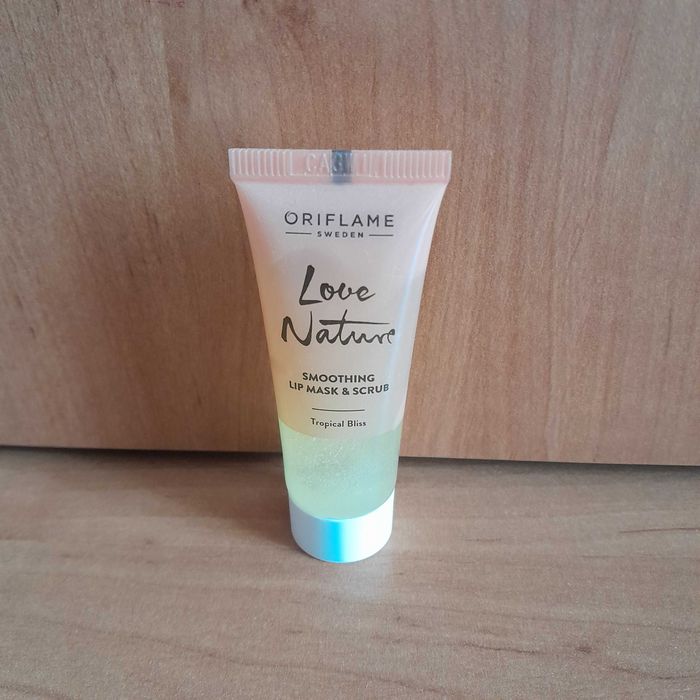 ORIFLAME
SWEDEN
Love
Nature
SMOOTHING
LIP MASK & SCRUB
Tropical Bliss